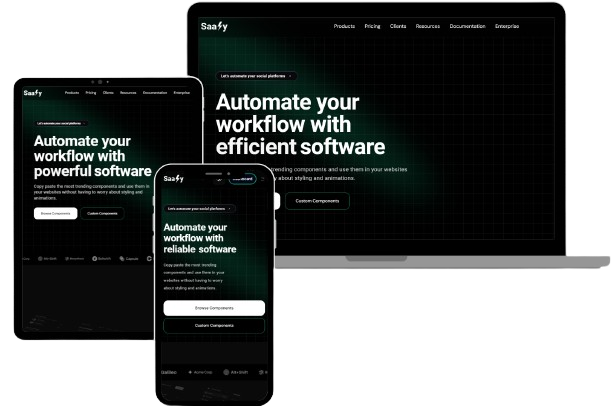 Saasfy
Products Pricing Clients Resources Documentation Enterprise
Let's automate your social platforms
Automate your
workflow with
efficient software
trending components and use them in your websites
about styling and animations.
Custom Components
Saasfy
Products Pricing Clients Resources Documentation Enterprise
Let's automate your social platforms
Automate your
workflow with
powerful software
Copy paste the most trending components and use them in
your websites without having to worry about styling and
animations.
Browse Components Custom Components
Saasfy
Let's automate your social platforms
Automate your
workflow with
reliable software
Copy paste the most trending
components and use them in your
websites without having to worry
about styling and animations.
Browse Components
Custom Components
Acme Corp